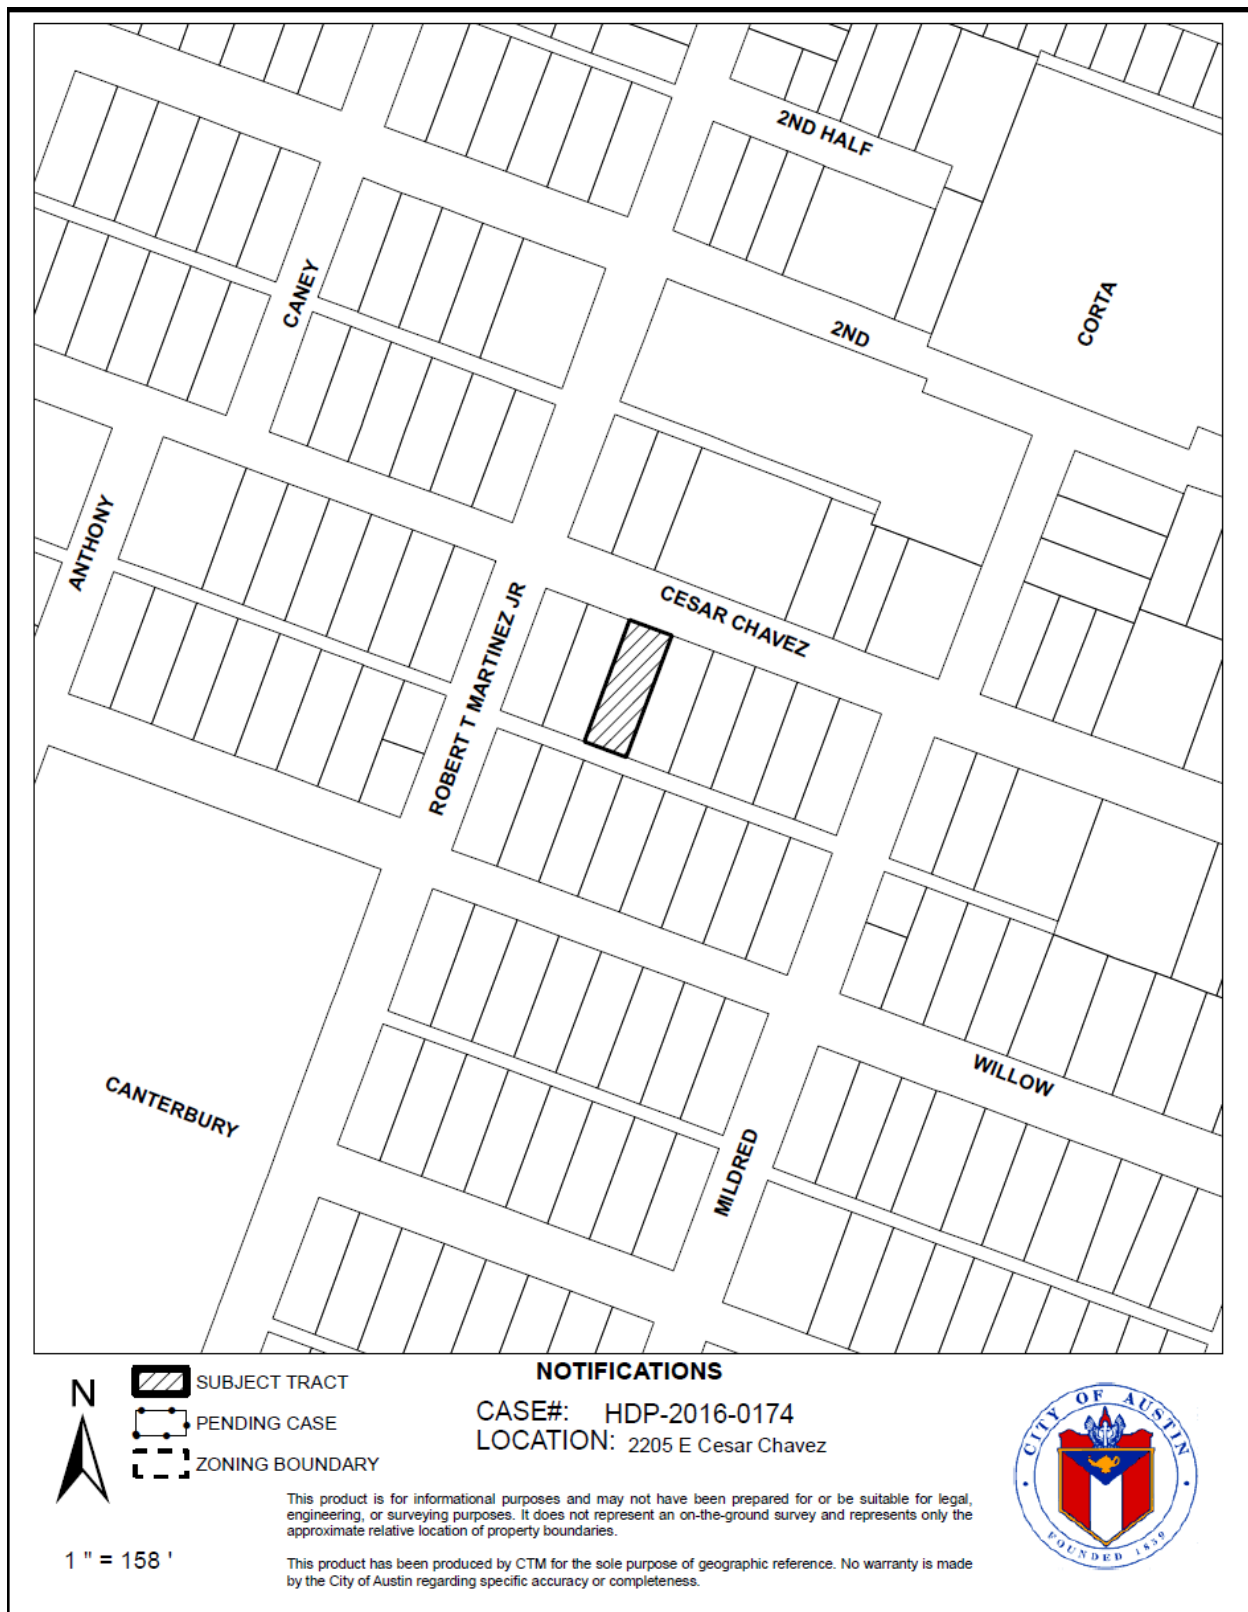 2ND HALF
CORTA
CANEY
2ND
ANTHONY
CESAR CHAVEZ
ROBERT T MARTINEZ JR
CANTERBURY
WILLOW
MILDRED
N
SUBJECT TRACT
PENDING CASE
ZONING BOUNDARY
1 " = 158 '
NOTIFICATIONS
CASE#: HDP-2016-0174
LOCATION: 2205 E Cesar Chavez
This product is for informational purposes and may not have been prepared for or be suitable for legal,
engineering, or surveying purposes. It does not represent an on-the-ground survey and represents only the
approximate relative location of property boundaries.
This product has been produced by CTM for the sole purpose of geographic reference. No warranty is made
by the City of Austin regarding specific accuracy or completeness.
CITY OF AUSTIN
FOUNDED 1839